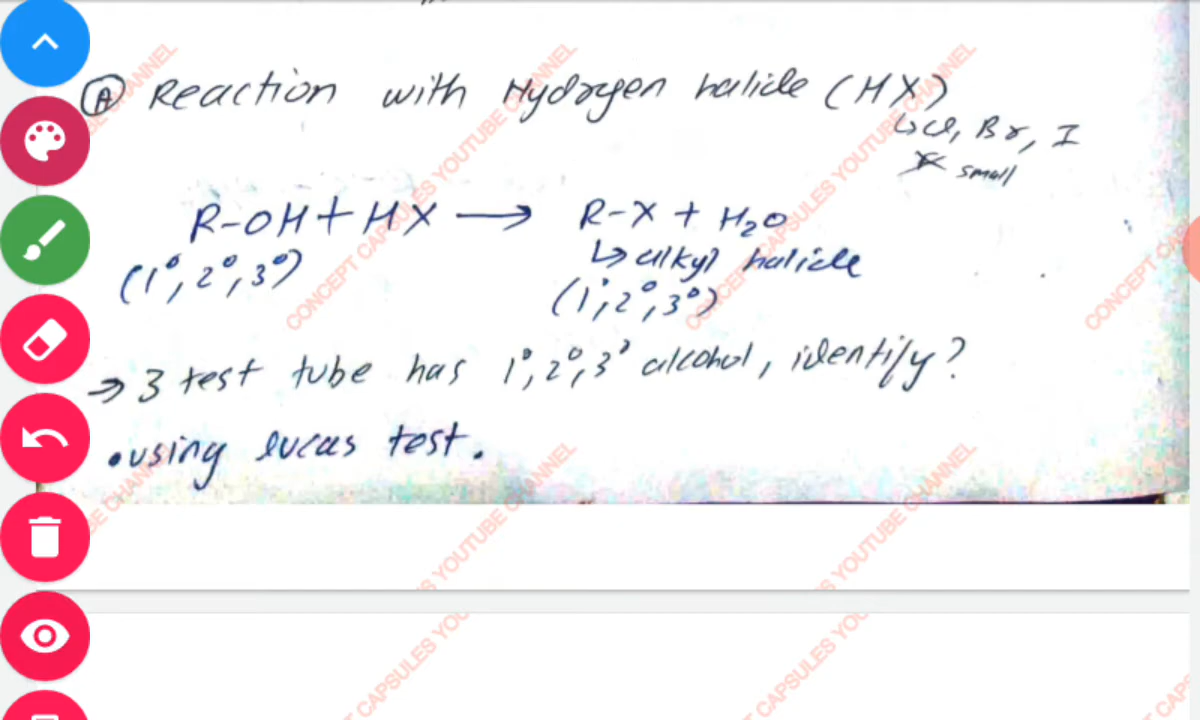 (A) Reaction with Hydrogen halide (HX)
↳ Cl, Br, I
small
R-OH + HX ⟶ R-X + H₂O
↳ alkyl halide
(1°, 2°, 3°)
(1°, 2°, 3°)
⇒ 3 test tube has 1°, 2°, 3° alcohol, identify?
• using lucas test.
CONCEPT CAPSULES YOUTUBE CHANNEL